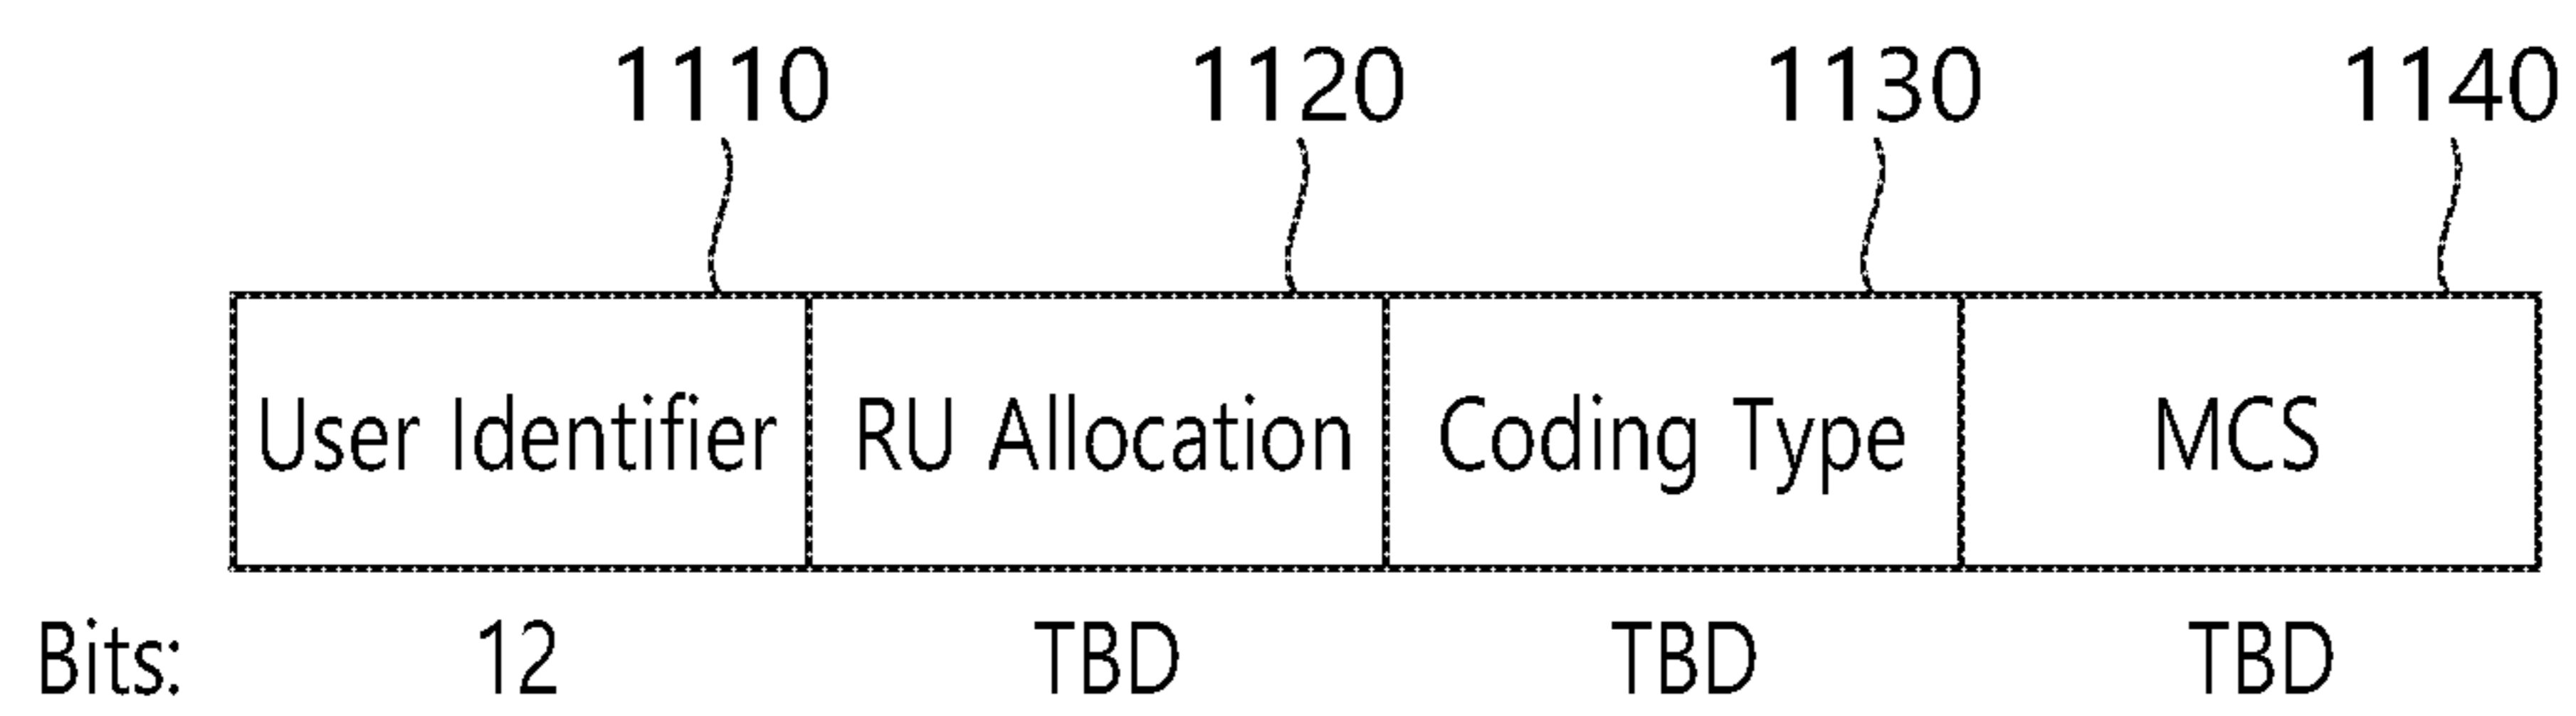 1110 1120 1130 1140
User Identifier RU Allocation Coding Type MCS
Bits: 12 TBD TBD TBD